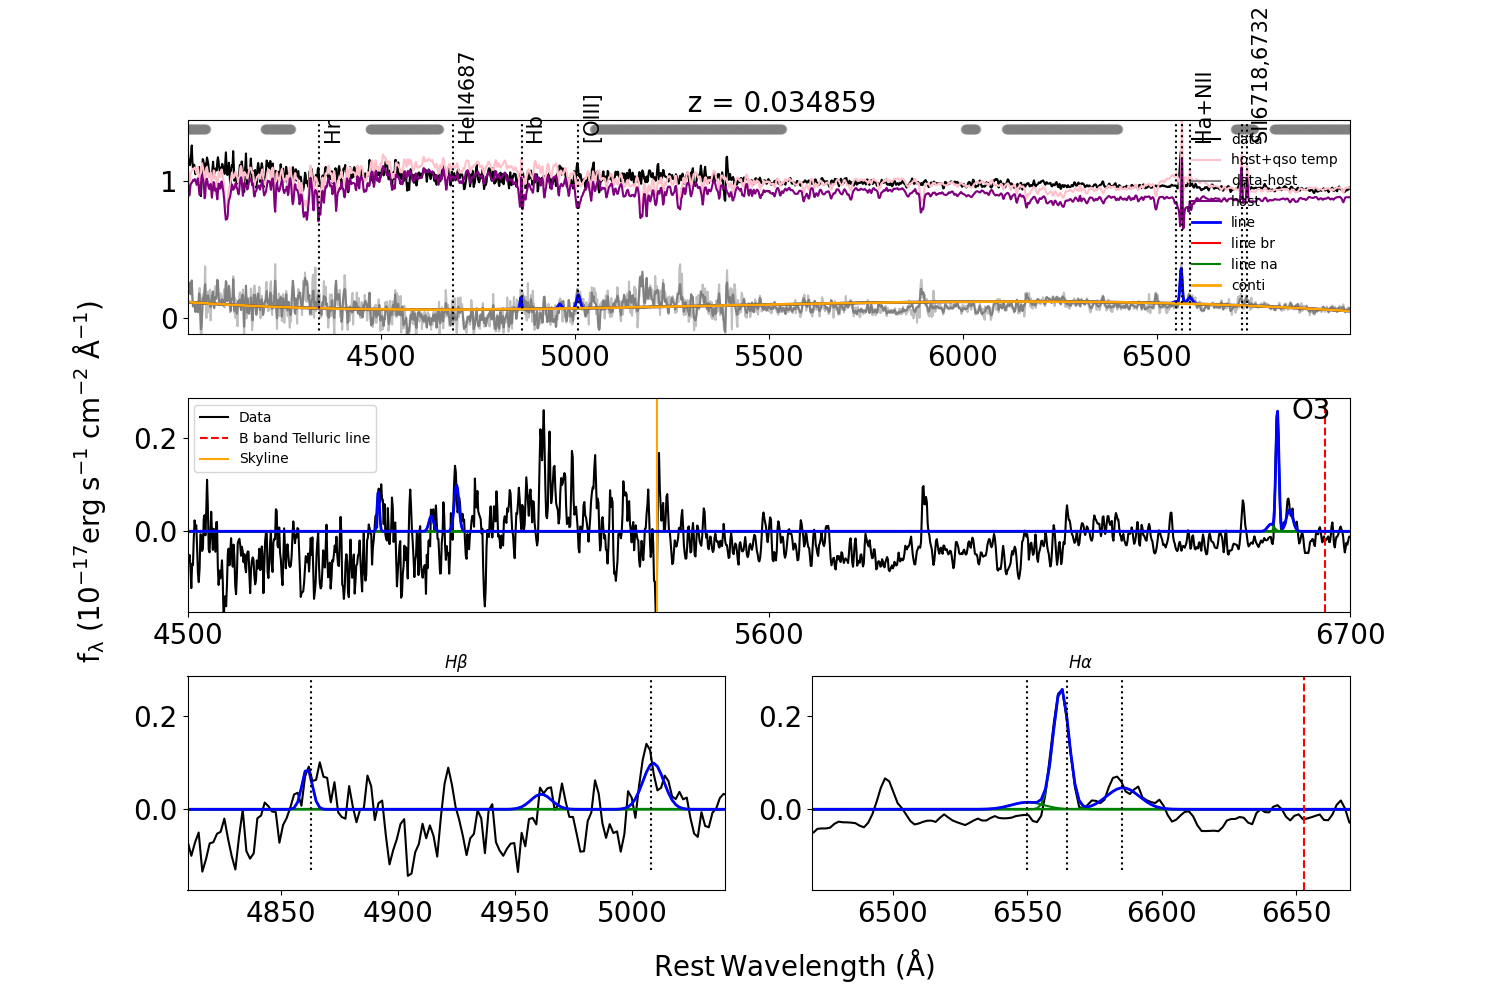 z = 0.034859
Hr
HeII4687
Hb
[OIII]
Ha+NII
SII6718,6732
data
host+qso temp
data-host
host
line
line br
line na
conti
1
0
4500
5000
5500
6000
6500
fλ (10⁻¹⁷erg s⁻¹ cm⁻² Å⁻¹)
Data
B band Telluric line
Skyline
O3
0.2
0.0
4500
5600
6700
Hβ
0.2
0.0
4850
4900
4950
5000
Hα
0.2
0.0
6500
6550
6600
6650
Rest Wavelength (Å)